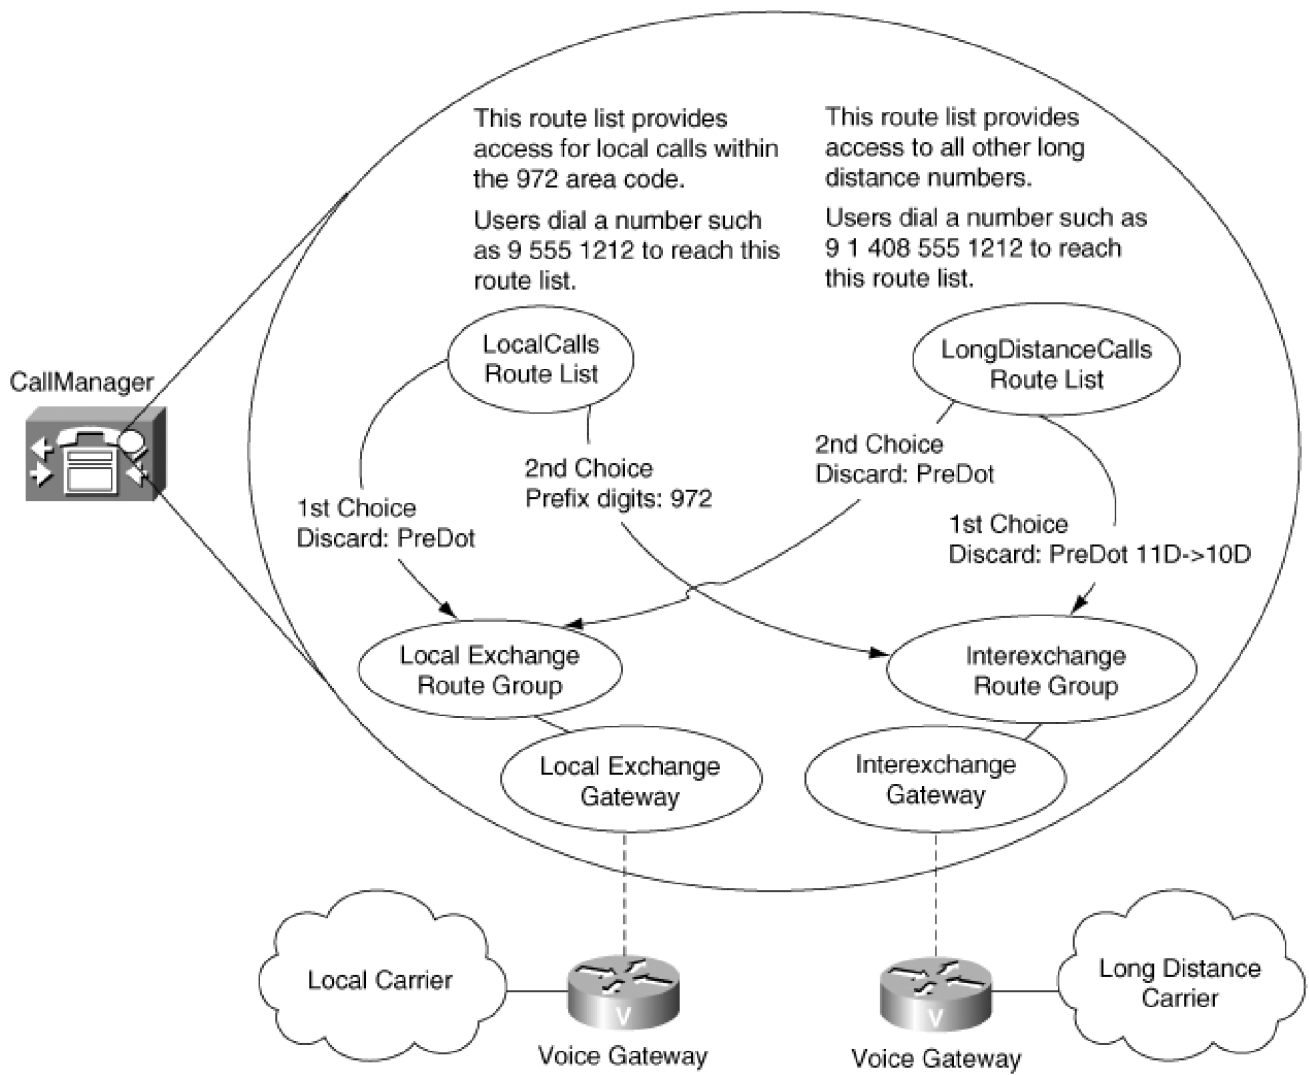 This route list provides
access for local calls within
the 972 area code.
Users dial a number such
as 9 555 1212 to reach this
route list.
This route list provides
access to all other long
distance numbers.
Users dial a number such as
9 1 408 555 1212 to reach
this route list.
CallManager
LocalCalls
Route List
LongDistanceCalls
Route List
1st Choice
Discard: PreDot
2nd Choice
Prefix digits: 972
2nd Choice
Discard: PreDot
1st Choice
Discard: PreDot 11D->10D
Local Exchange
Route Group
Interexchange
Route Group
Local Exchange
Gateway
Interexchange
Gateway
Local Carrier
V
Voice Gateway
V
Voice Gateway
Long Distance
Carrier